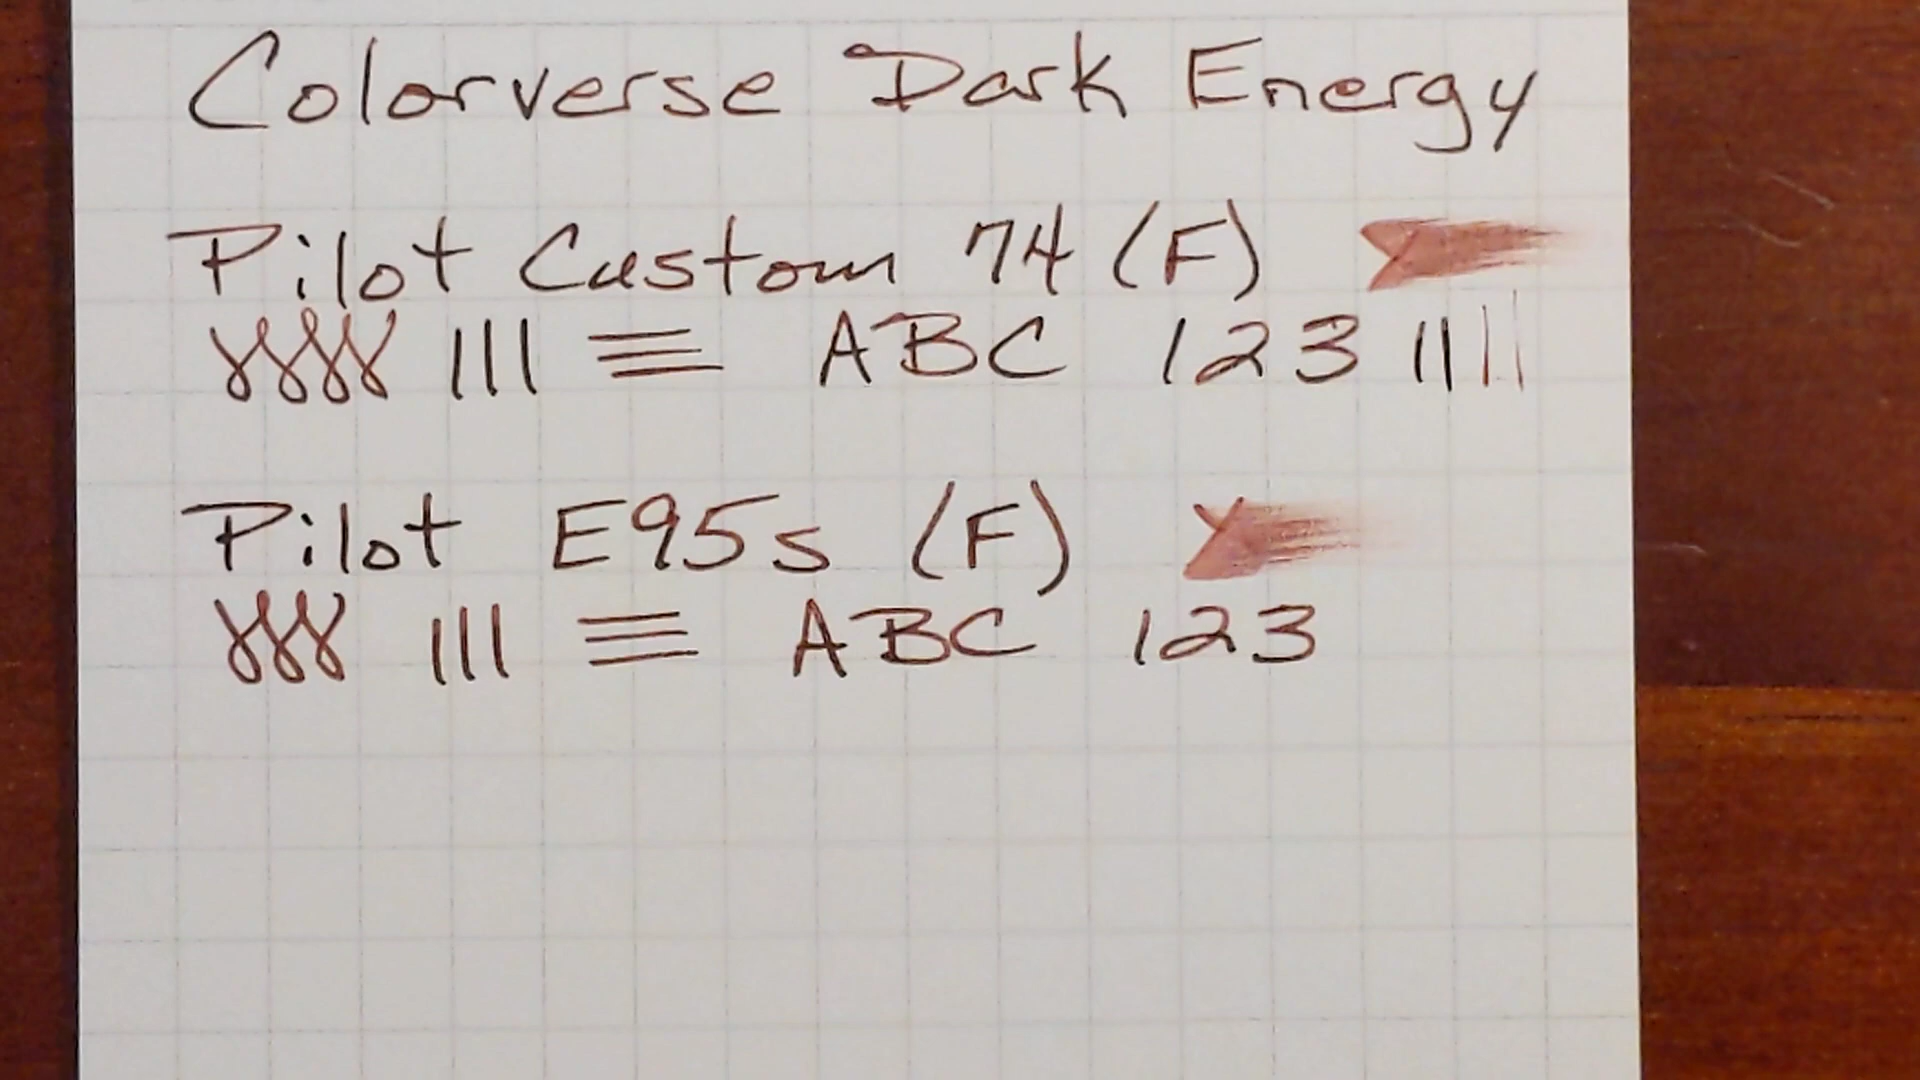 Colorverse Dark Energy
Pilot Custom 74 (F)
ABC 123
Pilot E95s (F)
ABC 123